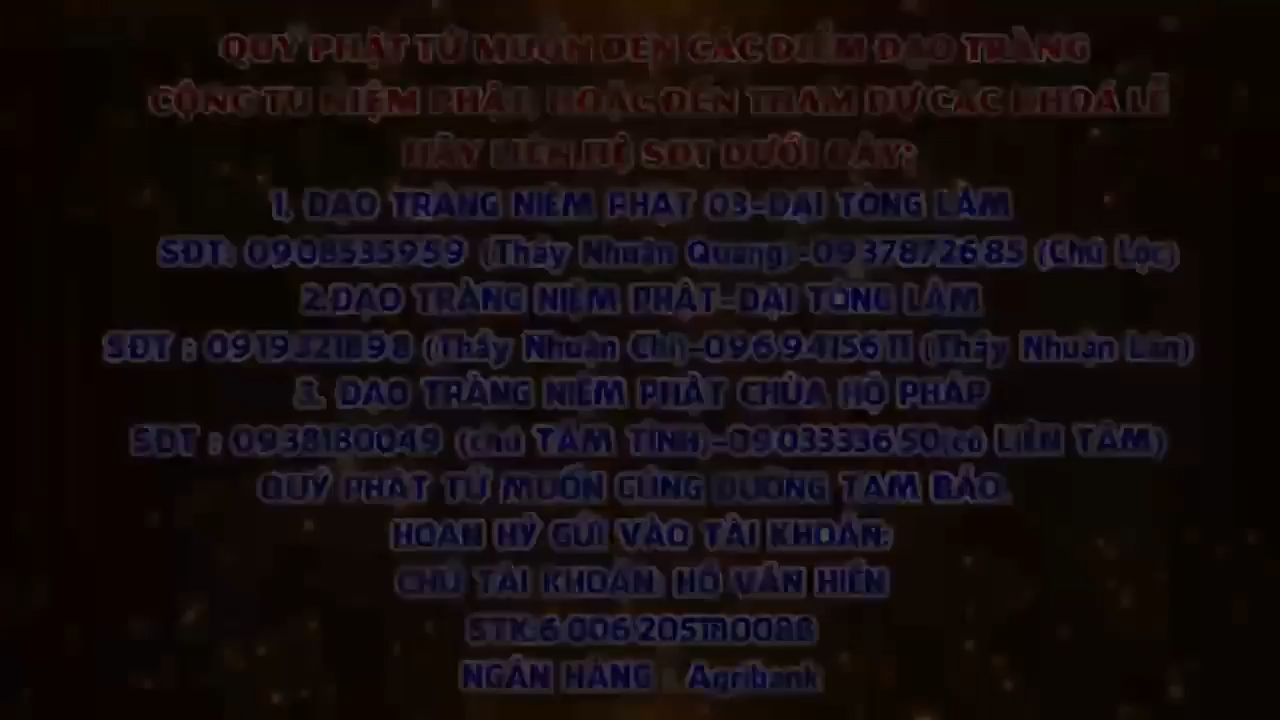 QUÝ PHẬT TỬ MUỐN ĐẾN CÁC ĐIỂM ĐẠO TRÀNG
CỘNG TU NIỆM PHẬT, HOẶC ĐẾN THAM DỰ CÁC KHOÁ LỄ
HÃY LIÊN HỆ SĐT DƯỚI ĐÂY:
1. ĐẠO TRÀNG NIỆM PHẬT 03-ĐẠI TÒNG LÂM
SĐT: 0908535959 (Thầy Nhuận Quang)-0937872685 (Chú Lộc)
2.ĐẠO TRÀNG NIỆM PHẬT-ĐẠI TÒNG LÂM
SĐT : 0919321898 (Thầy Nhuận Chí)-0969415611 (Thầy Nhuận Lân)
3. ĐẠO TRÀNG NIỆM PHẬT CHÙA HỘ PHÁP
SĐT : 0938180049 (chú TÂM TỊNH)-0903333650(cô LIÊN TÂM)
QUÝ PHẬT TỬ MUỐN CÚNG DƯỜNG TAM BẢO.
HOAN HỶ GỬI VÀO TÀI KHOẢN:
CHỦ TÀI KHOẢN: HỒ VĂN HIỀN
STK:6006205180088
NGÂN HÀNG : Agribank